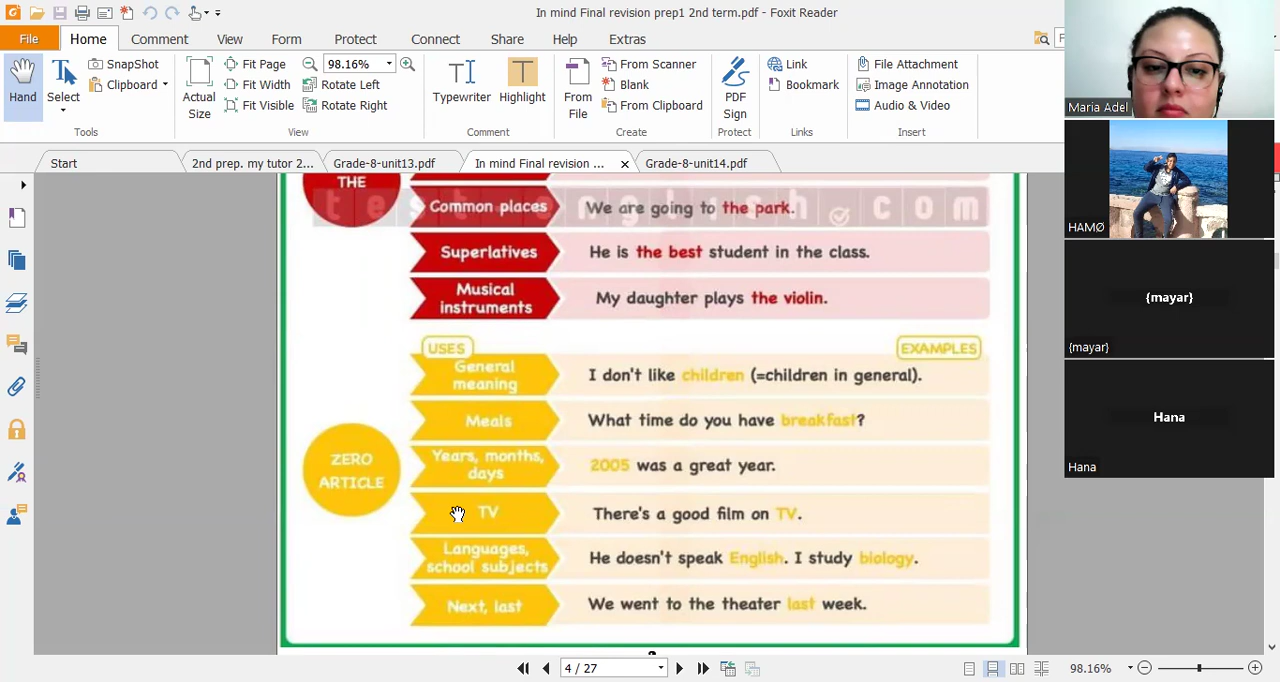 In mind Final revision prep1 2nd term.pdf - Foxit Reader
File Home Comment View Form Protect Connect Share Help Extras
Hand
Select
SnapShot
Clipboard
Actual
Size
Fit Page
Fit Width
Fit Visible
98.16%
Rotate Left
Rotate Right
Typewriter
Highlight
From
File
From Scanner
Blank
From Clipboard
PDF
Sign
Link
Bookmark
File Attachment
Image Annotation
Audio & Video
Tools View Comment Create Protect Links Insert
Start 2nd prep. my tutor 2... Grade-8-unit13.pdf In mind Final revision ... Grade-8-unit14.pdf
THE
Common places We are going to the park.
Superlatives He is the best student in the class.
Musical
instruments
My daughter plays the violin.
USES EXAMPLES
ZERO
ARTICLE
General
meaning
I don't like children (=children in general).
Meals What time do you have breakfast?
Years, months,
days
2005 was a great year.
TV There's a good film on TV.
Languages,
school subjects
He doesn't speak English. I study biology.
Next, last We went to the theater last week.
4 / 27
98.16%
Maria Adel
HAMØ
{mayar}
{mayar}
Hana
Hana